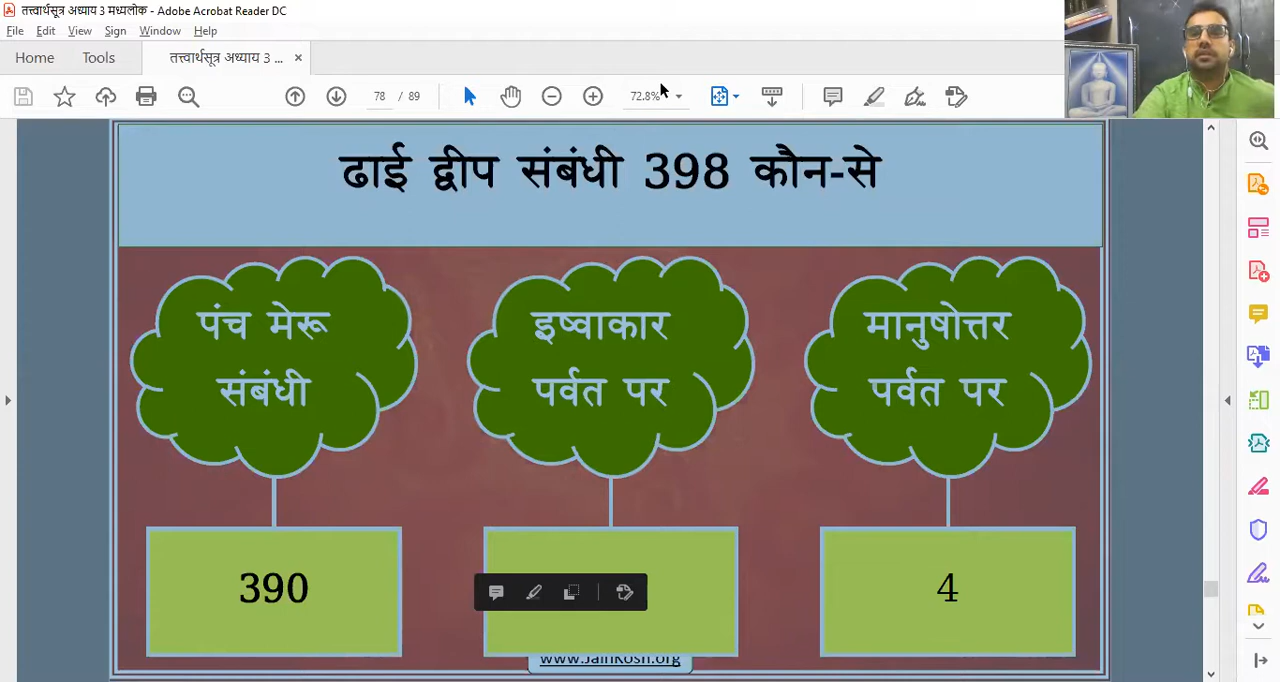 तत्त्वार्थसूत्र अध्याय 3 मध्यलोक - Adobe Acrobat Reader DC
File Edit View Sign Window Help
Home Tools तत्त्वार्थसूत्र अध्याय 3 ... ×
78 / 89 72.8%
ढाई द्वीप संबंधी 398 कौन-से
पंच मेरू
संबंधी
इष्वाकार
पर्वत पर
मानुषोत्तर
पर्वत पर
390
4
www.JainKosh.org